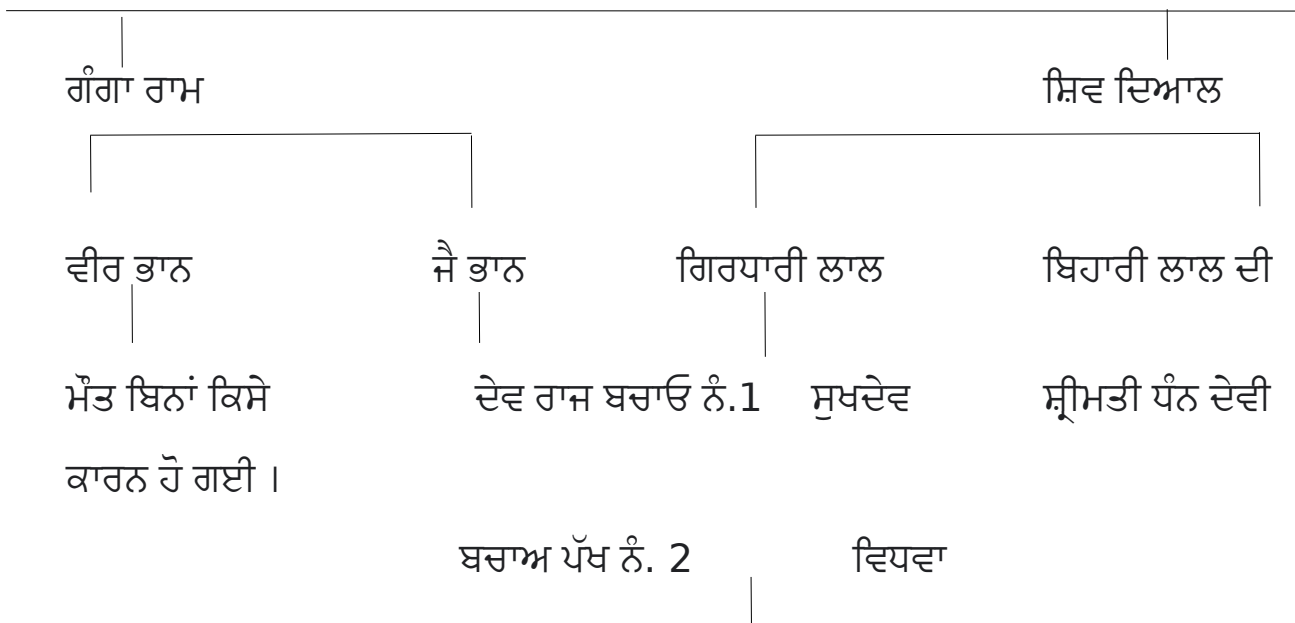 ਗੰਗਾ ਰਾਮ ਸ਼ਿਵ ਦਿਆਲ
ਵੀਰ ਭਾਨ ਜੈ ਭਾਨ ਗਿਰਧਾਰੀ ਲਾਲ ਬਿਹਾਰੀ ਲਾਲ ਦੀ
ਮੌਤ ਬਿਨਾਂ ਕਿਸੇ ਦੇਵ ਰਾਜ ਬਚਾਓ ਨੰ.1 ਸੁਖਦੇਵ ਸ਼੍ਰੀਮਤੀ ਧੰਨ ਦੇਵੀ
ਕਾਰਨ ਹੋ ਗਈ ।
ਬਚਾਅ ਪੱਖ ਨੰ. 2 ਵਿਧਵਾ